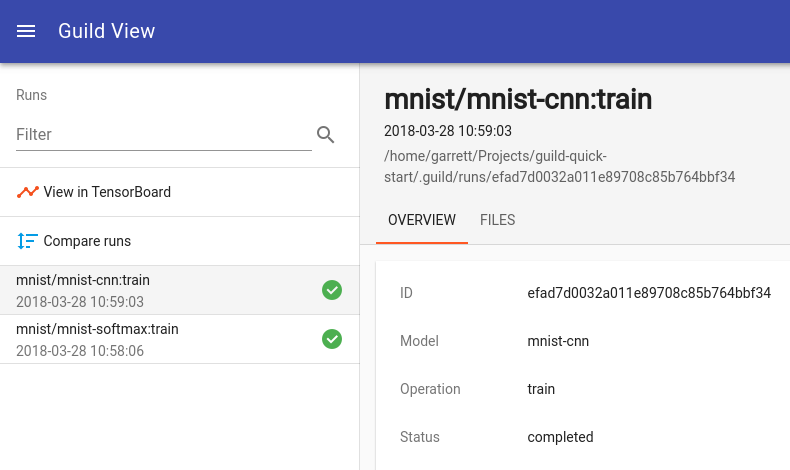 Guild View
Runs
Filter
View in TensorBoard
Compare runs
mnist/mnist-cnn:train
2018-03-28 10:59:03
mnist/mnist-softmax:train
2018-03-28 10:58:06
mnist/mnist-cnn:train
2018-03-28 10:59:03
/home/garrett/Projects/guild-quick-
start/.guild/runs/efad7d0032a011e89708c85b764bbf34
OVERVIEW FILES
ID efad7d0032a011e89708c85b764bbf34
Model mnist-cnn
Operation train
Status completed